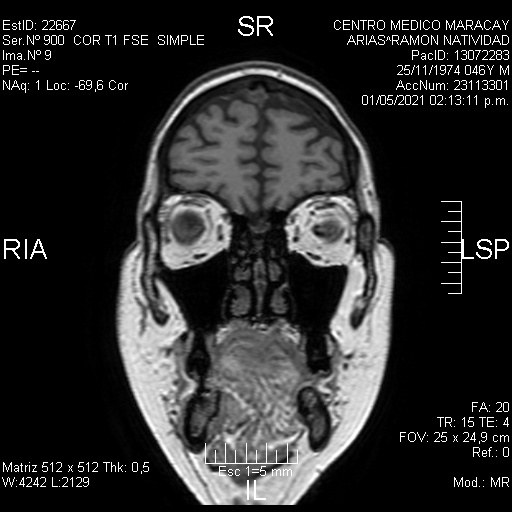 EstID: 22667
Ser.Nº 900 COR T1 FSE SIMPLE
Ima.Nº 9
PE= --
NAq: 1 Loc: -69,6 Cor
SR
CENTRO MEDICO MARACAY
ARIAS^RAMON NATIVIDAD
PacID: 13072283
25/11/1974 046Y M
AccNum: 23113301
01/05/2021 02:13:11 p.m.
RIA
LSP
Matriz 512 x 512 Thk: 0,5
W:4242 L:2129
Esc 1=5 mm
IL
FA: 20
TR: 15 TE: 4
FOV: 25 x 24,9 cm
Ref.: 0
Mod.: MR